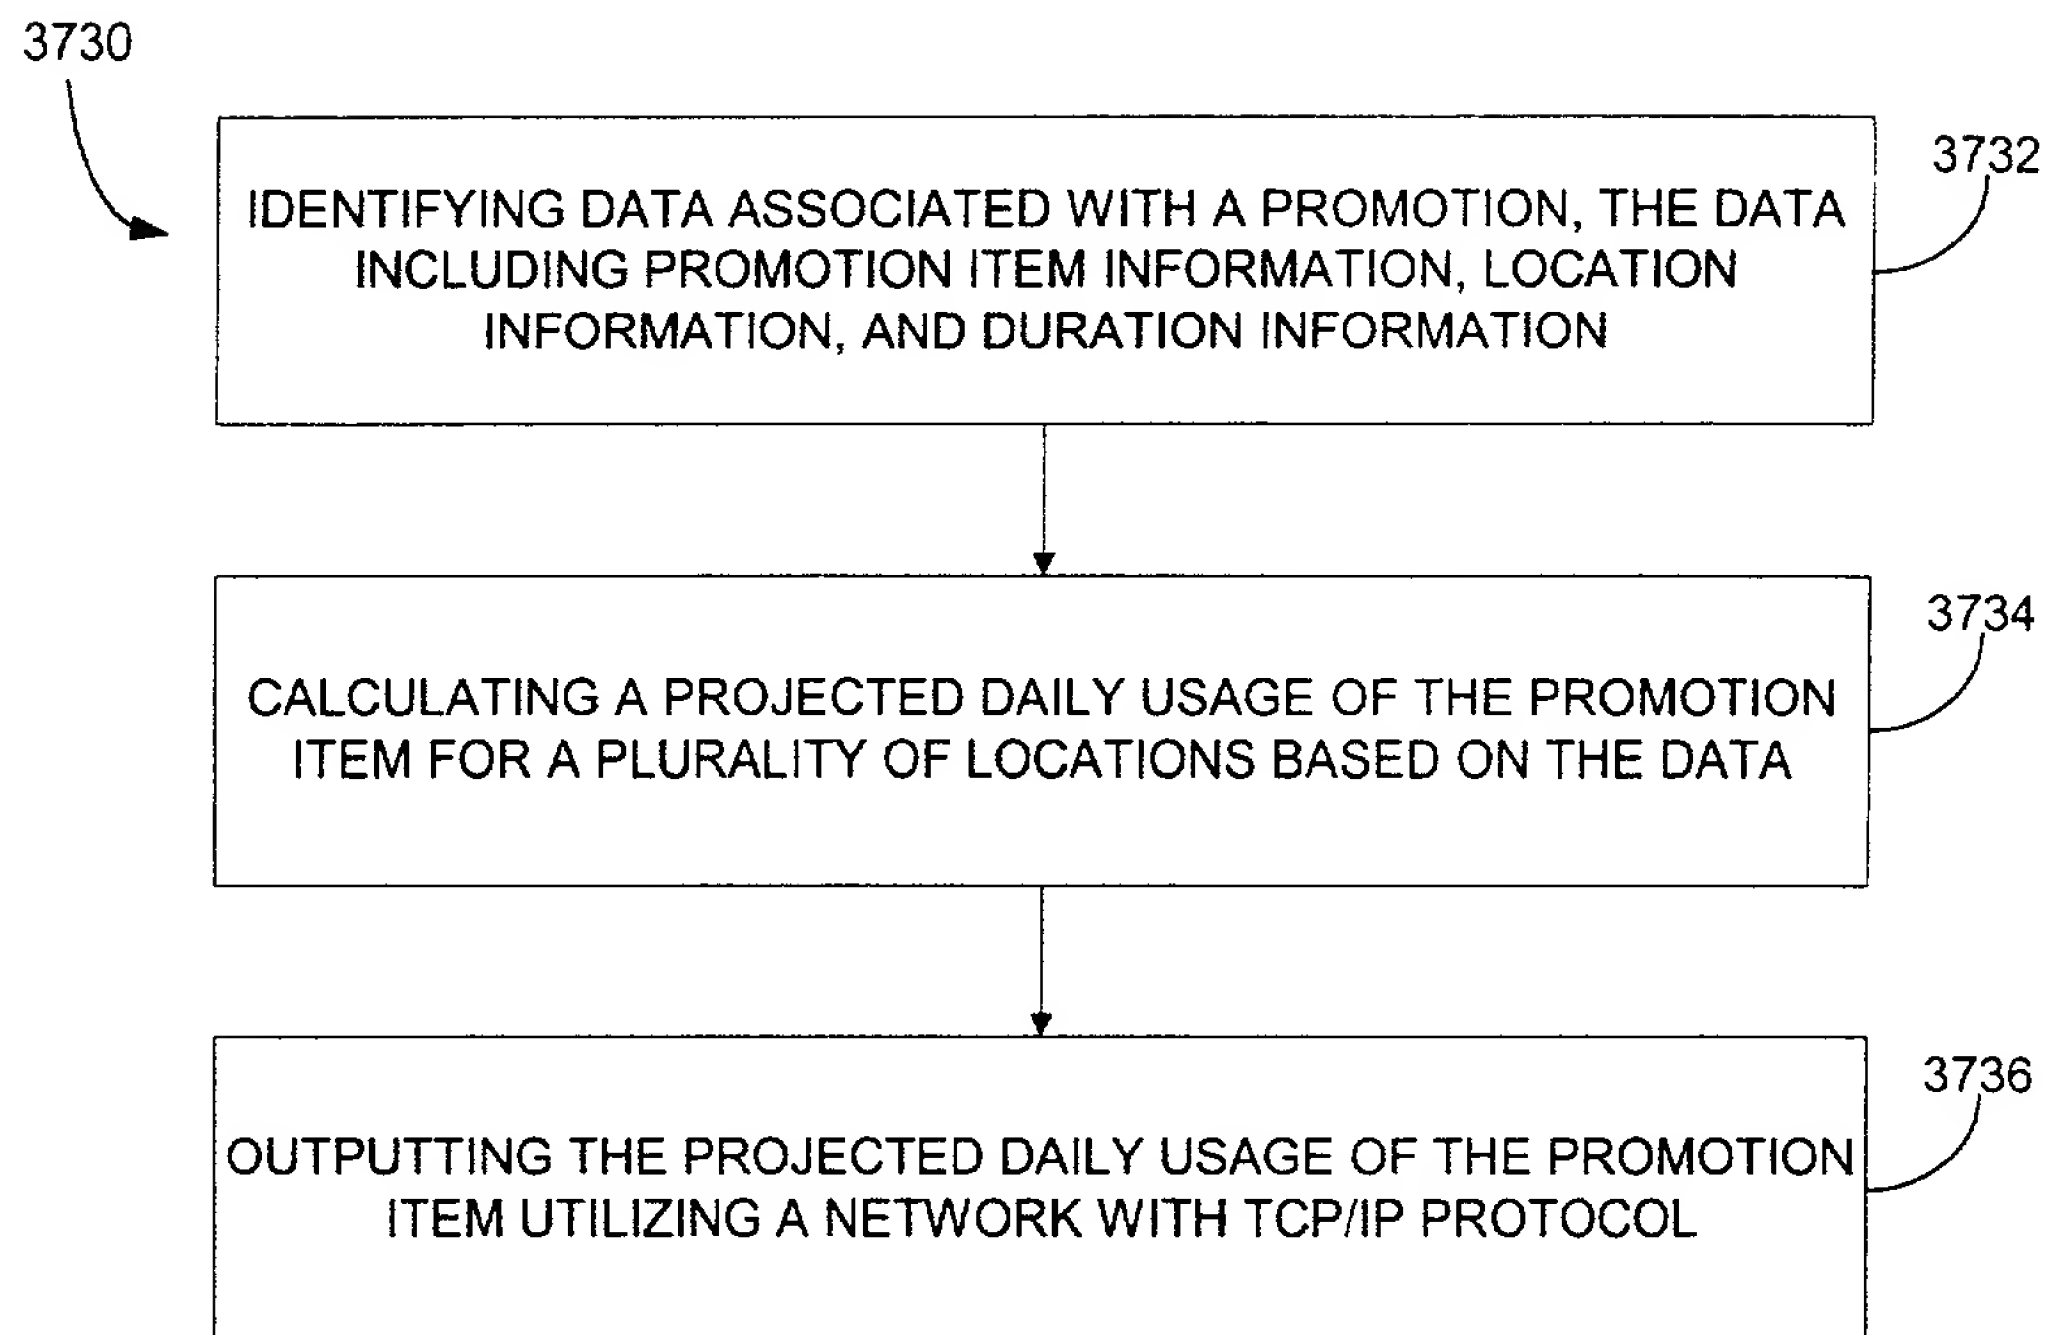 3730
3732
IDENTIFYING DATA ASSOCIATED WITH A PROMOTION, THE DATA
INCLUDING PROMOTION ITEM INFORMATION, LOCATION
INFORMATION, AND DURATION INFORMATION
3734
CALCULATING A PROJECTED DAILY USAGE OF THE PROMOTION
ITEM FOR A PLURALITY OF LOCATIONS BASED ON THE DATA
3736
OUTPUTTING THE PROJECTED DAILY USAGE OF THE PROMOTION
ITEM UTILIZING A NETWORK WITH TCP/IP PROTOCOL